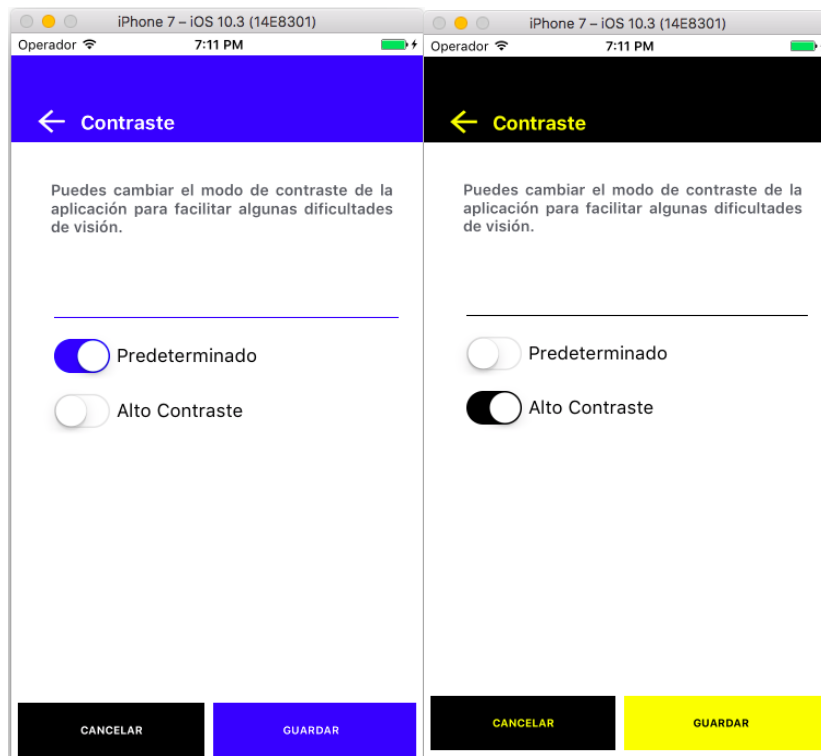 iPhone 7 – iOS 10.3 (14E8301)
Operador 7:11 PM
Contraste
Puedes cambiar el modo de contraste de la
aplicación para facilitar algunas dificultades
de visión.
Predeterminado
Alto Contraste
CANCELAR GUARDAR
iPhone 7 – iOS 10.3 (14E8301)
Operador 7:11 PM
Contraste
Puedes cambiar el modo de contraste de la
aplicación para facilitar algunas dificultades
de visión.
Predeterminado
Alto Contraste
CANCELAR GUARDAR